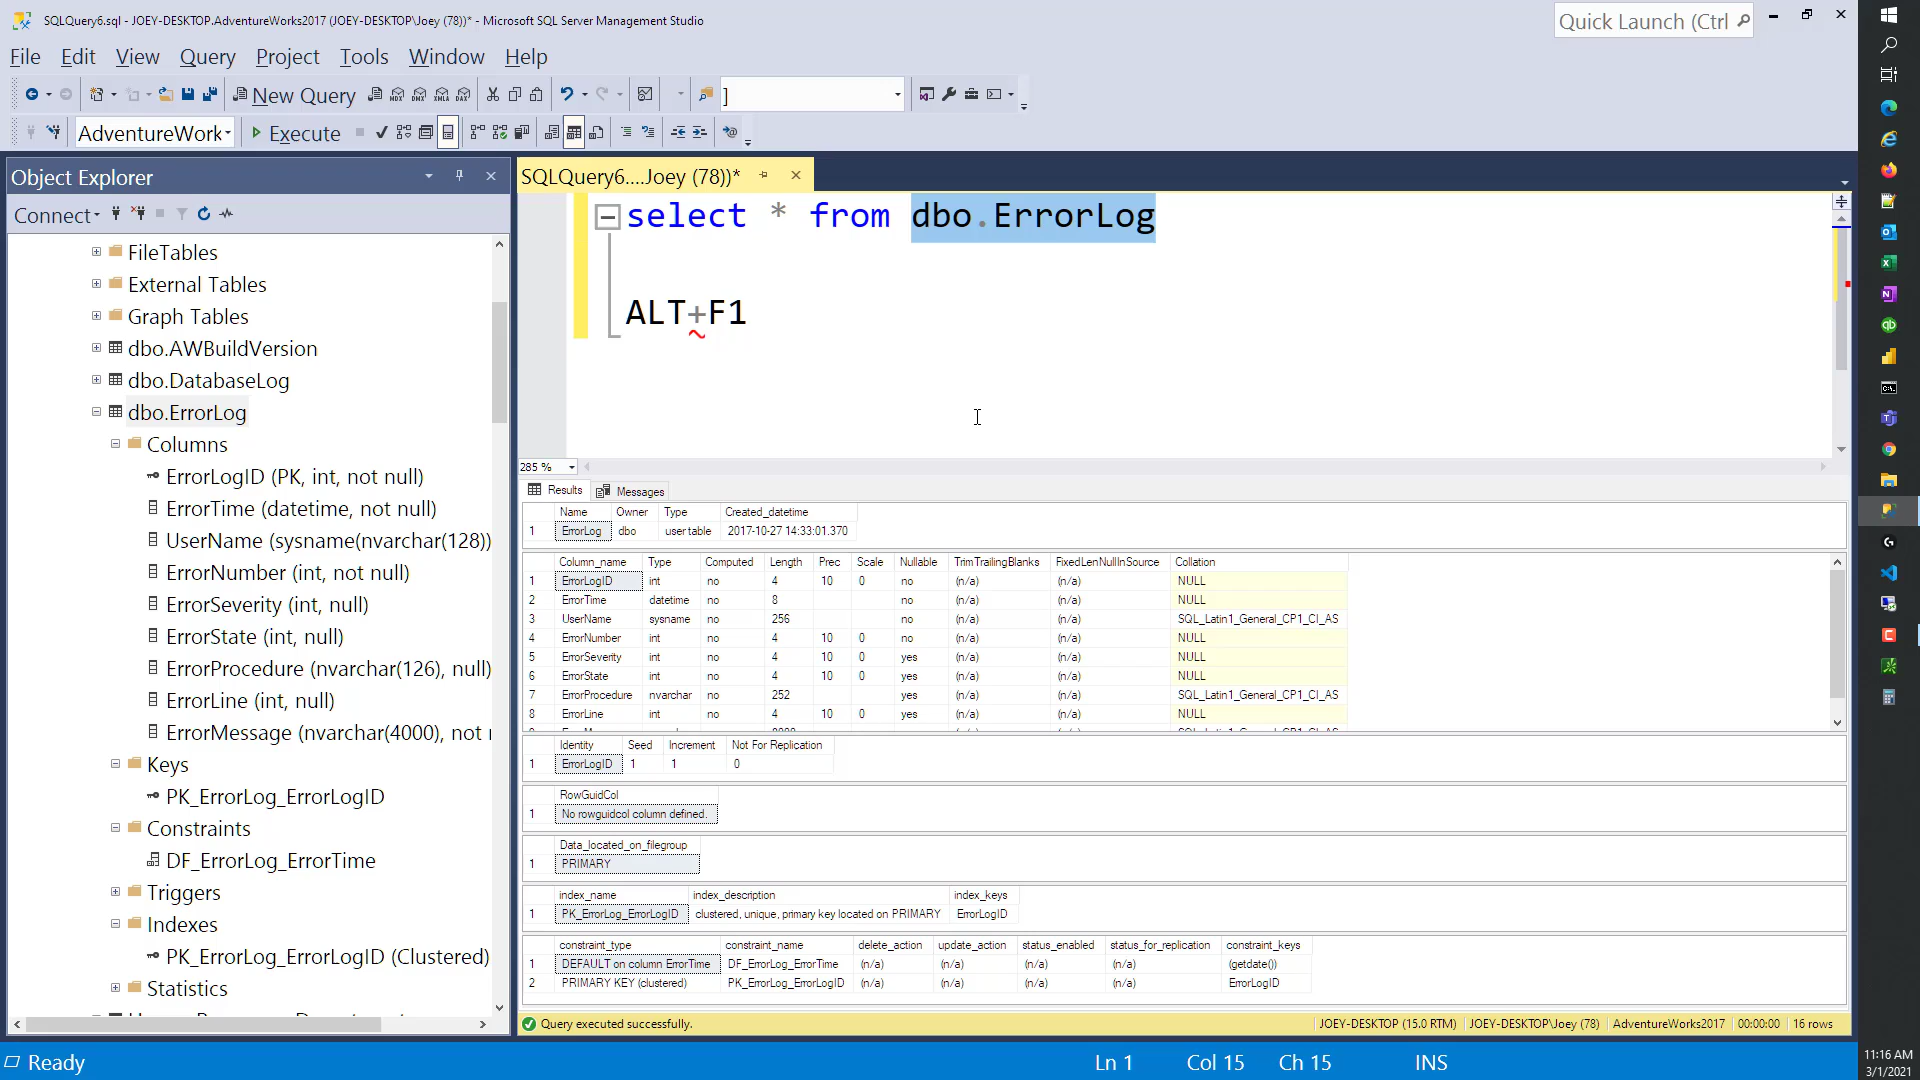 SQLQuery6.sql - JOEY-DESKTOP.AdventureWorks2017 (JOEY-DESKTOP\Joey (78))* - Microsoft SQL Server Management Studio
Quick Launch (Ctrl
File Edit View Query Project Tools Window Help
New Query ]
AdventureWork Execute
Object Explorer
SQLQuery6....Joey (78))*
Connect
FileTables
External Tables
Graph Tables
dbo.AWBuildVersion
dbo.DatabaseLog
dbo.ErrorLog
Columns
ErrorLogID (PK, int, not null)
ErrorTime (datetime, not null)
UserName (sysname(nvarchar(128))
ErrorNumber (int, not null)
ErrorSeverity (int, null)
ErrorState (int, null)
ErrorProcedure (nvarchar(126), null)
ErrorLine (int, null)
ErrorMessage (nvarchar(4000), not
Keys
PK_ErrorLog_ErrorLogID
Constraints
DF_ErrorLog_ErrorTime
Triggers
Indexes
PK_ErrorLog_ErrorLogID (Clustered)
Statistics
select * from dbo.ErrorLog
ALT+F1
285 %
Results Messages
Name Owner Type Created_datetime
1 ErrorLog dbo user table 2017-10-27 14:33:01.370
Column_name Type Computed Length Prec Scale Nullable TrimTrailingBlanks FixedLenNullInSource Collation
1 ErrorLogID int no 4 10 0 no (n/a) (n/a) NULL
2 ErrorTime datetime no 8 no (n/a) (n/a) NULL
3 UserName sysname no 256 no (n/a) (n/a) SQL_Latin1_General_CP1_CI_AS
4 ErrorNumber int no 4 10 0 no (n/a) (n/a) NULL
5 ErrorSeverity int no 4 10 0 yes (n/a) (n/a) NULL
6 ErrorState int no 4 10 0 yes (n/a) (n/a) NULL
7 ErrorProcedure nvarchar no 252 yes (n/a) (n/a) SQL_Latin1_General_CP1_CI_AS
8 ErrorLine int no 4 10 0 yes (n/a) (n/a) NULL
Identity Seed Increment Not For Replication
1 ErrorLogID 1 1 0
RowGuidCol
1 No rowguidcol column defined.
Data_located_on_filegroup
1 PRIMARY
index_name index_description index_keys
1 PK_ErrorLog_ErrorLogID clustered, unique, primary key located on PRIMARY ErrorLogID
constraint_type constraint_name delete_action update_action status_enabled status_for_replication constraint_keys
1 DEFAULT on column ErrorTime DF_ErrorLog_ErrorTime (n/a) (n/a) (n/a) (n/a) (getdate())
2 PRIMARY KEY (clustered) PK_ErrorLog_ErrorLogID (n/a) (n/a) (n/a) (n/a) ErrorLogID
Query executed successfully. JOEY-DESKTOP (15.0 RTM) JOEY-DESKTOP\Joey (78) AdventureWorks2017 00:00:00 16 rows
Ready Ln 1 Col 15 Ch 15 INS
11:16 AM
3/1/2021